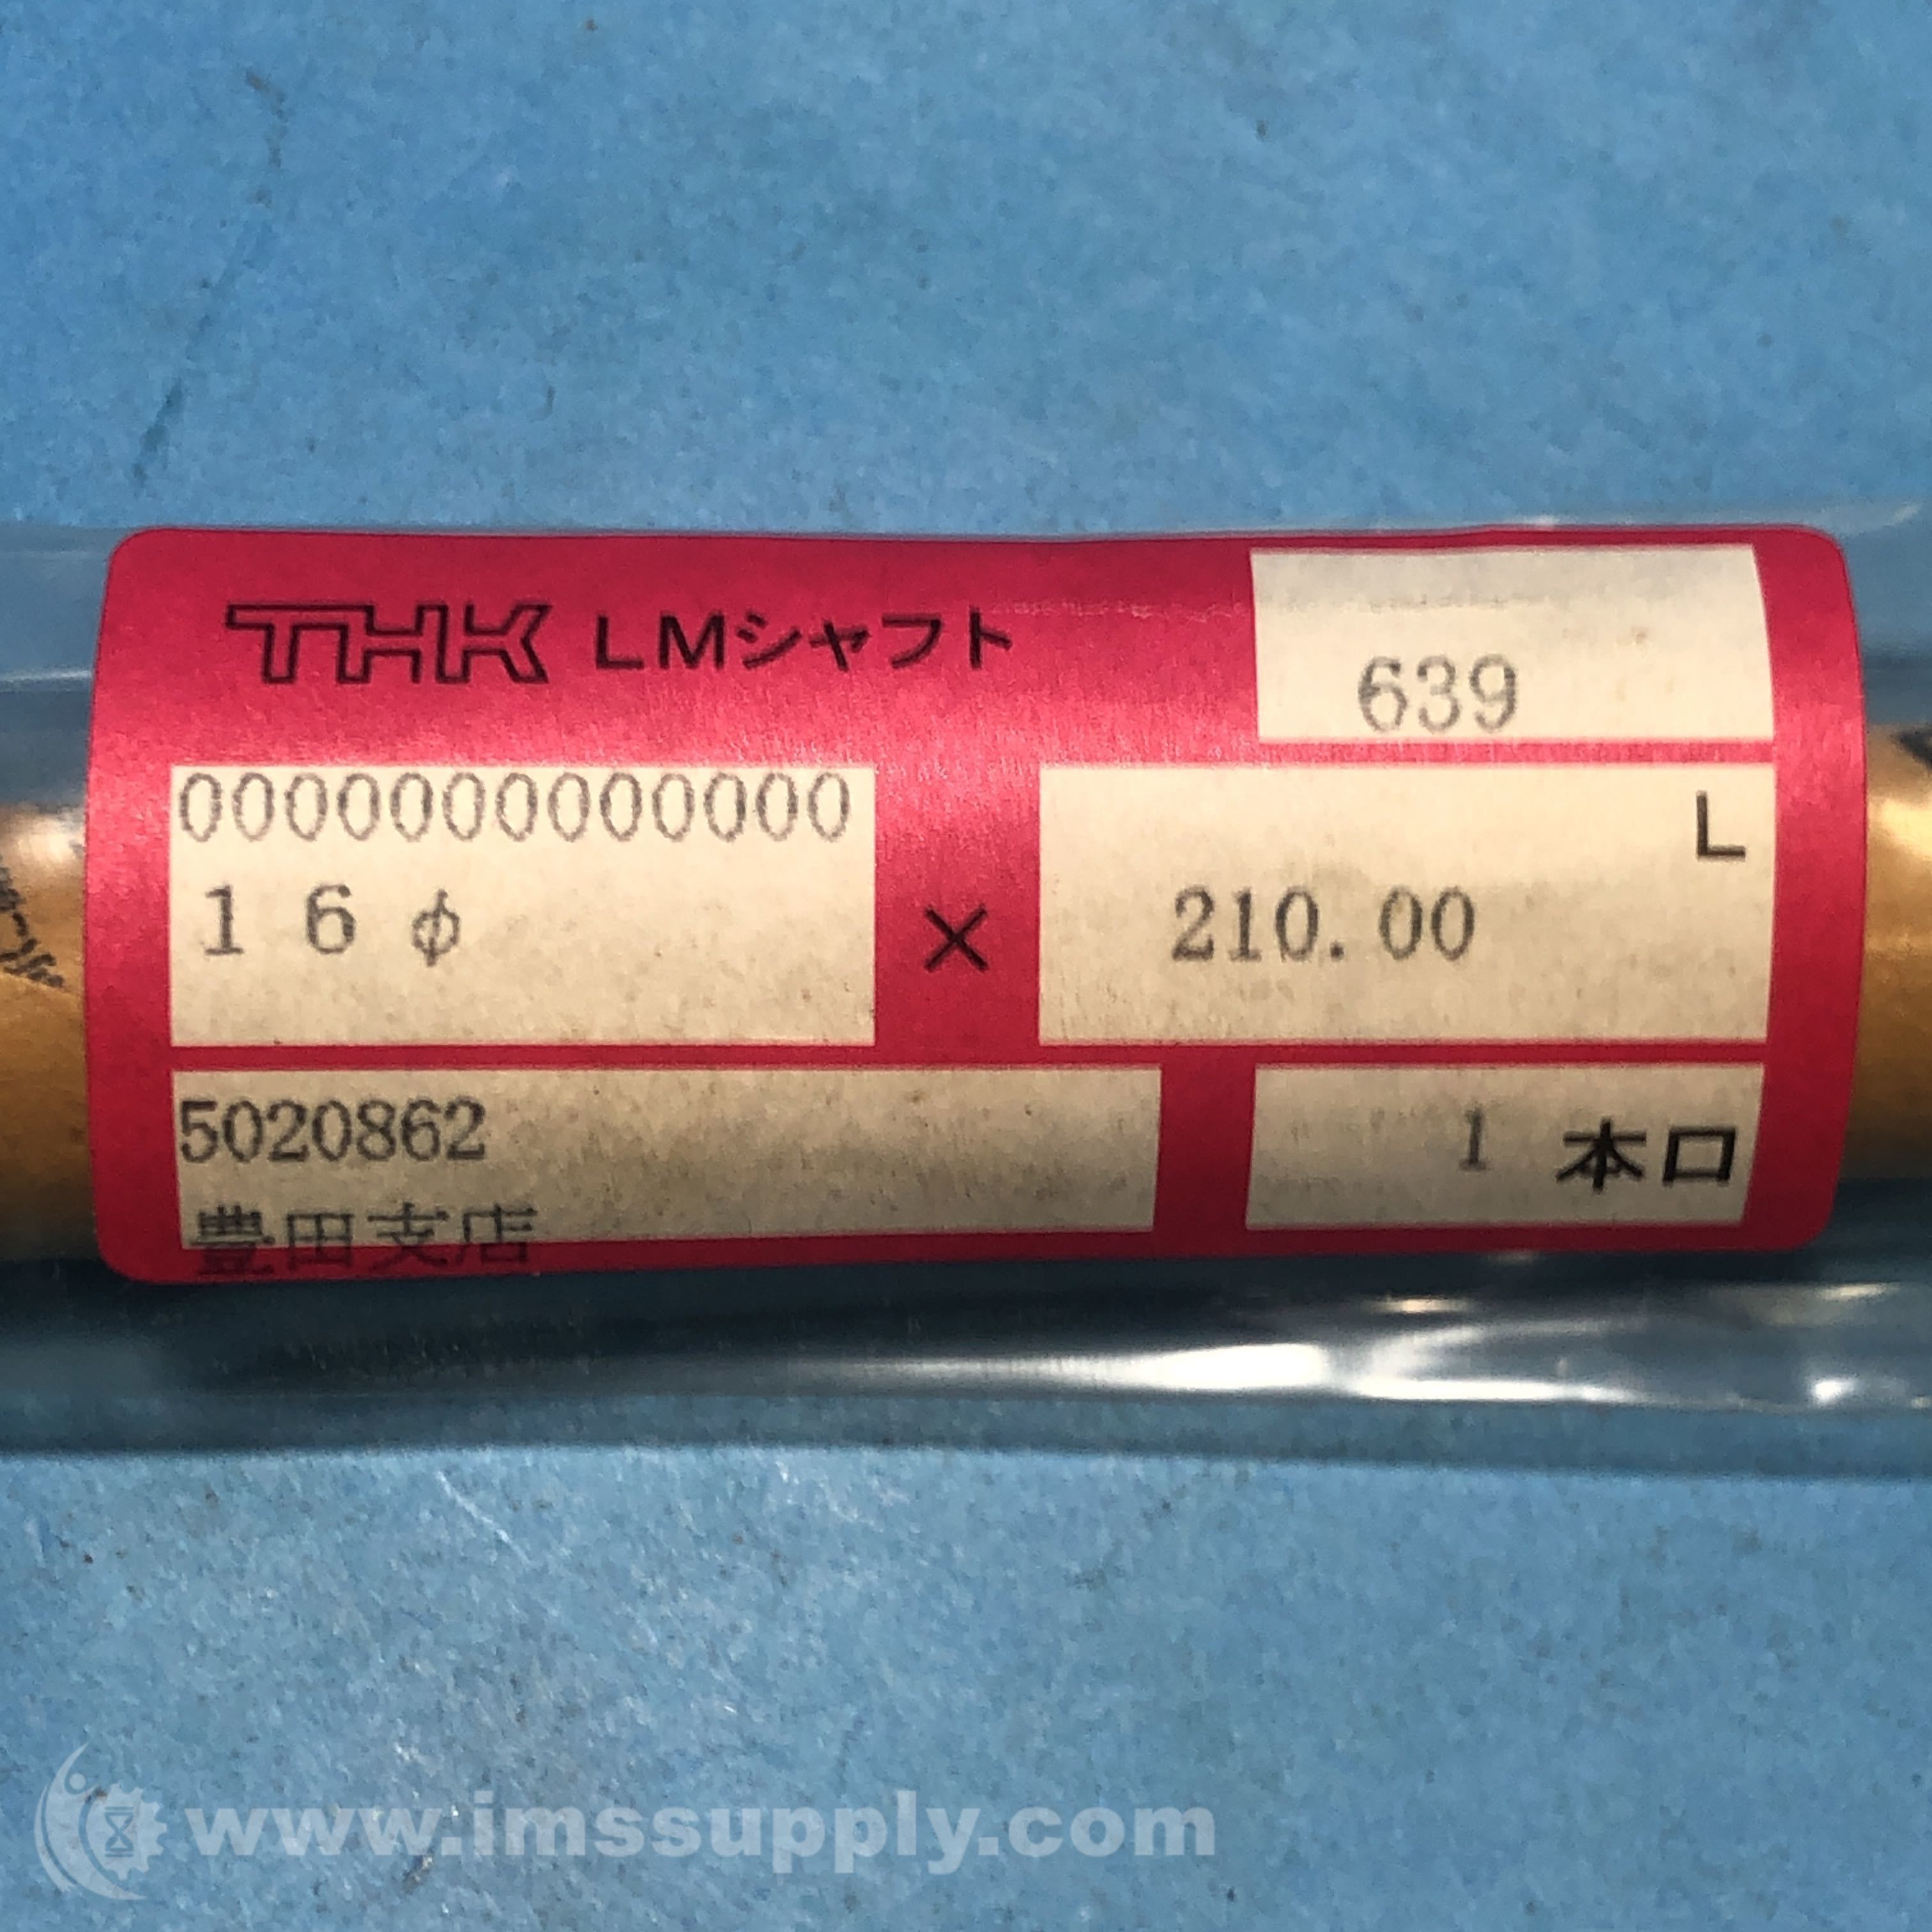 THK LMシャフト
639
0000000000000
16φ
×
210.00
L
5020862
豊田支店
1 本口
www.imssupply.com